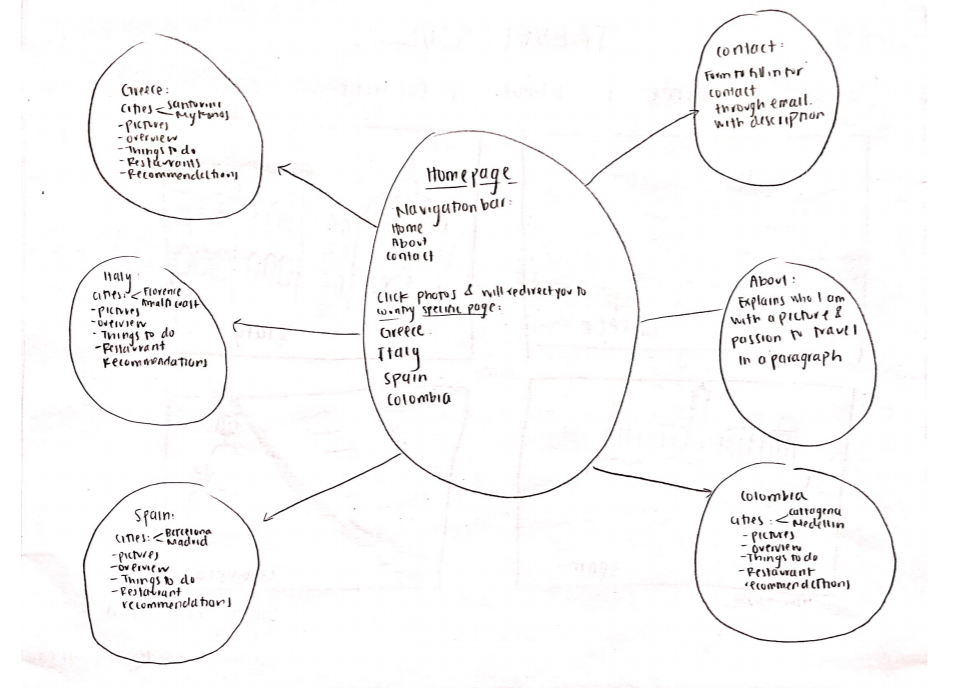 Homepage
Navigation bar:
Home
About
Contact
Click photos & will redirect you to
country specific page:
Greece
Italy
Spain
Colombia
Greece:
Cities < Santorini
Mykonos
- Pictures
- Overview
- Things to do
- Restaurants
- Recommendations
Italy:
Cities: < Florence
Amalfi Coast
- pictures
- overview
- Things to do
- Restaurant
Recommendations
Spain:
Cities: < Barcelona
Madrid
- pictures
- overview
- Things to do
- Restaurant
recommendations
Contact:
Form to fill in for
contact
through email.
with description
About:
Explains who I am
with a picture &
passion to travel
in a paragraph
Colombia
Cities: < Cartagena
Medellin
- pictures
- overview
- Things to do
- Restaurant
recommendations